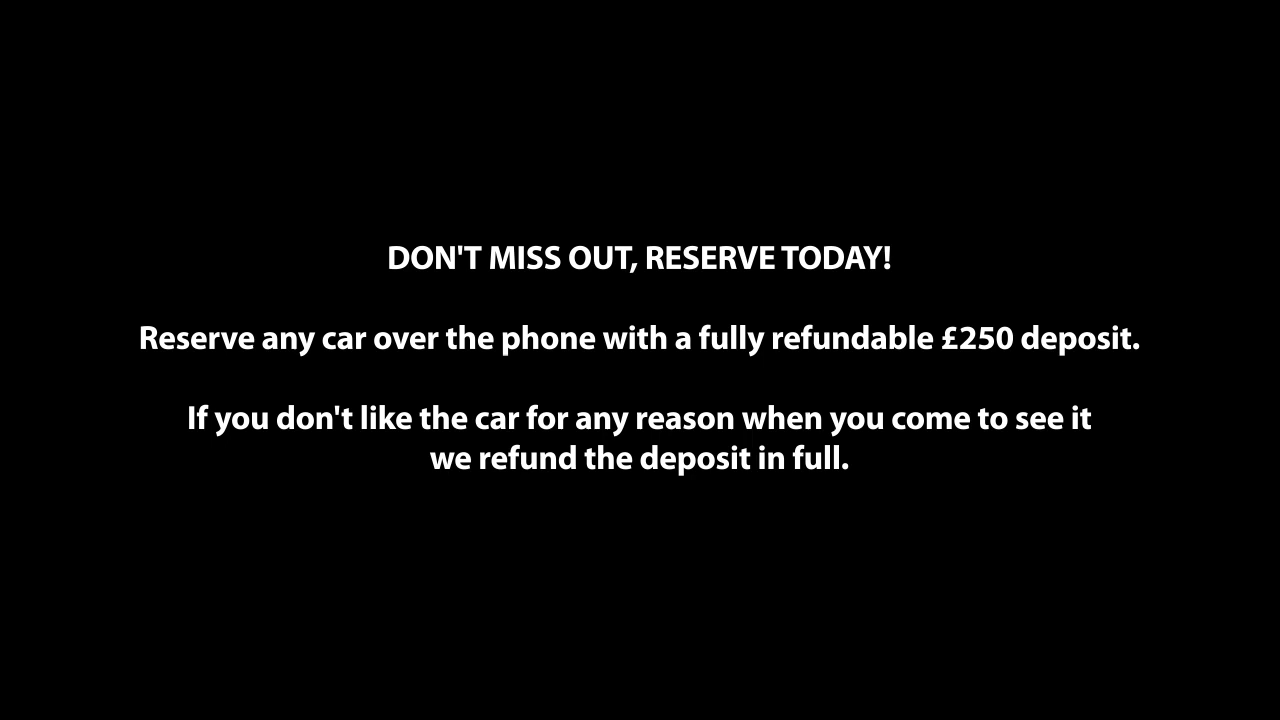 DON'T MISS OUT, RESERVE TODAY!
Reserve any car over the phone with a fully refundable £250 deposit.
If you don't like the car for any reason when you come to see it
we refund the deposit in full.